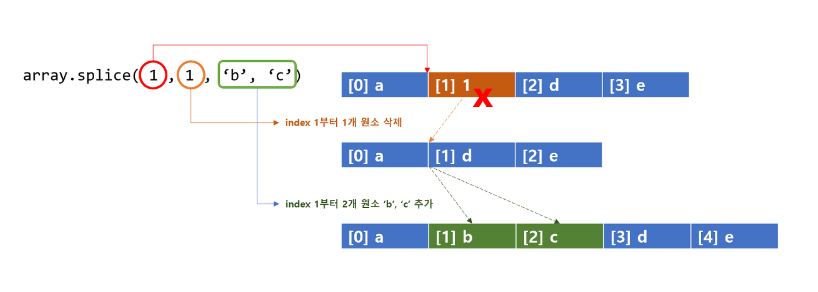 array.splice( 1 , 1 , ‘b’, ‘c’)
[0] a [1] 1 [2] d [3] e
X
index 1부터 1개 원소 삭제
[0] a [1] d [2] e
index 1부터 2개 원소 ‘b’, ‘c’ 추가
[0] a [1] b [2] c [3] d [4] e